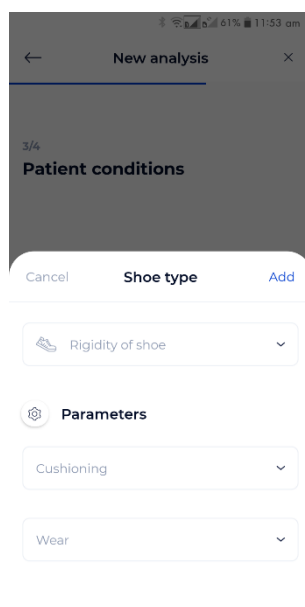 61% 11:53 am
New analysis
3/4
Patient conditions
Cancel Shoe type Add
Rigidity of shoe
Parameters
Cushioning
Wear